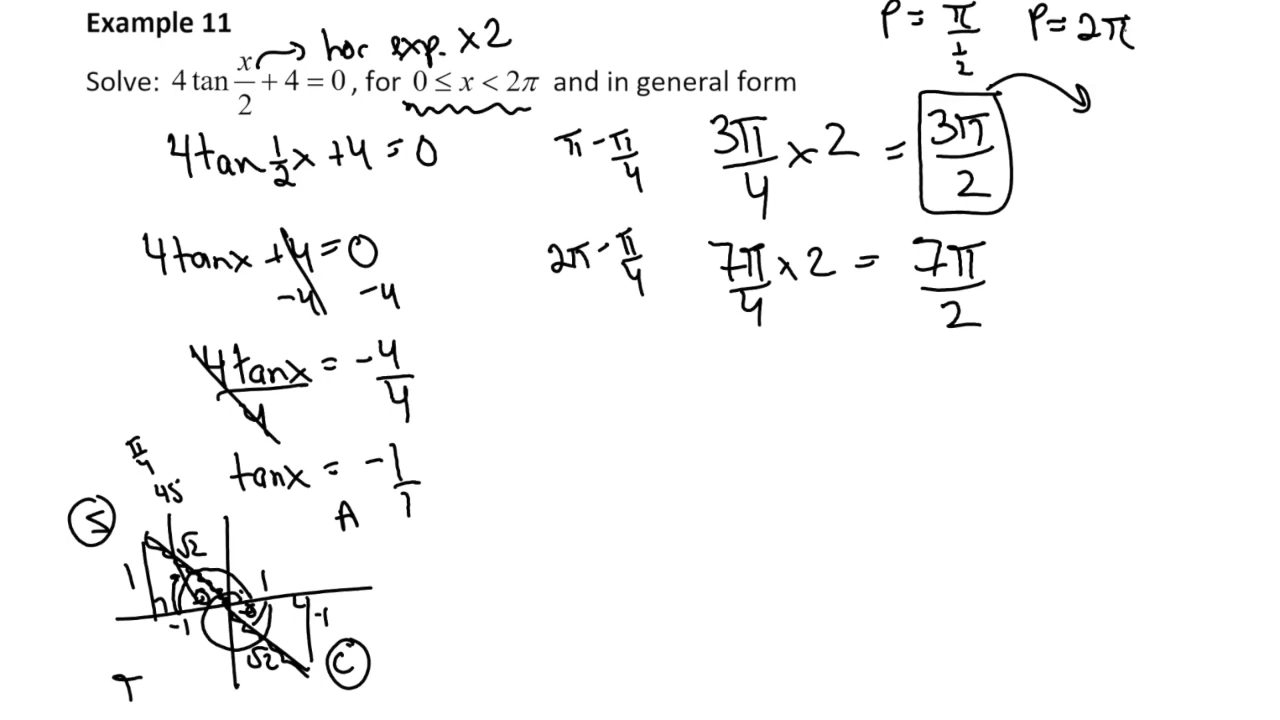 Example 11
→ hor exp. ×2
P = π/(1/2) P = 2π
Solve: 4 tan x/2 + 4 = 0, for 0 ≤ x < 2π and in general form
4tan 1/2 x + 4 = 0
π - π/4 3π/4 × 2 = 3π/2
4tanx + 4 = 0
-4 -4
2π - π/4 7π/4 × 2 = 7π/2
4tanx/4 = -4/4
tanx = -1/1
π/4
45
S A
√2
1 1
-1 -1
√2
T C